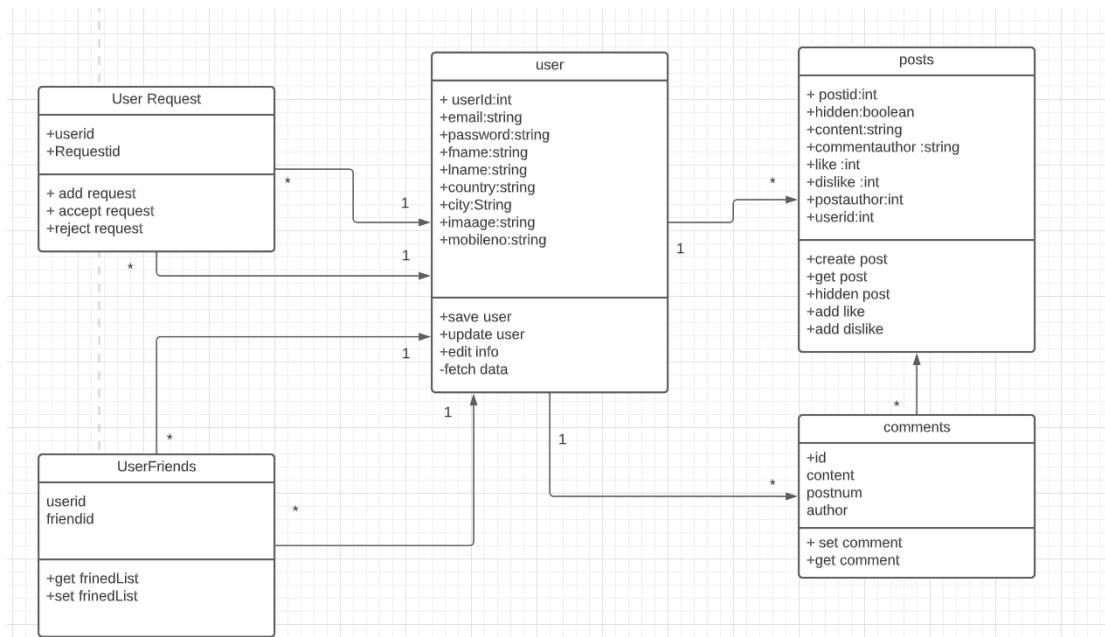 User Request
+userid
+Requestid
+ add request
+ accept request
+reject request
*
1
*
1
user
+ userId:int
+email:string
+password:string
+fname:string
+lname:string
+country:string
+city:String
+imaage:string
+mobileno:string
+save user
+update user
+edit info
-fetch data
1
*
posts
+ postid:int
+hidden:boolean
+content:string
+commentauthor :string
+like :int
+dislike :int
+postauthor:int
+userid:int
+create post
+get post
+hidden post
+add like
+add dislike
1
*
UserFriends
userid
friendid
+get frinedList
+set frinedList
*
1
1
*
*
comments
+id
content
postnum
author
+ set comment
+get comment